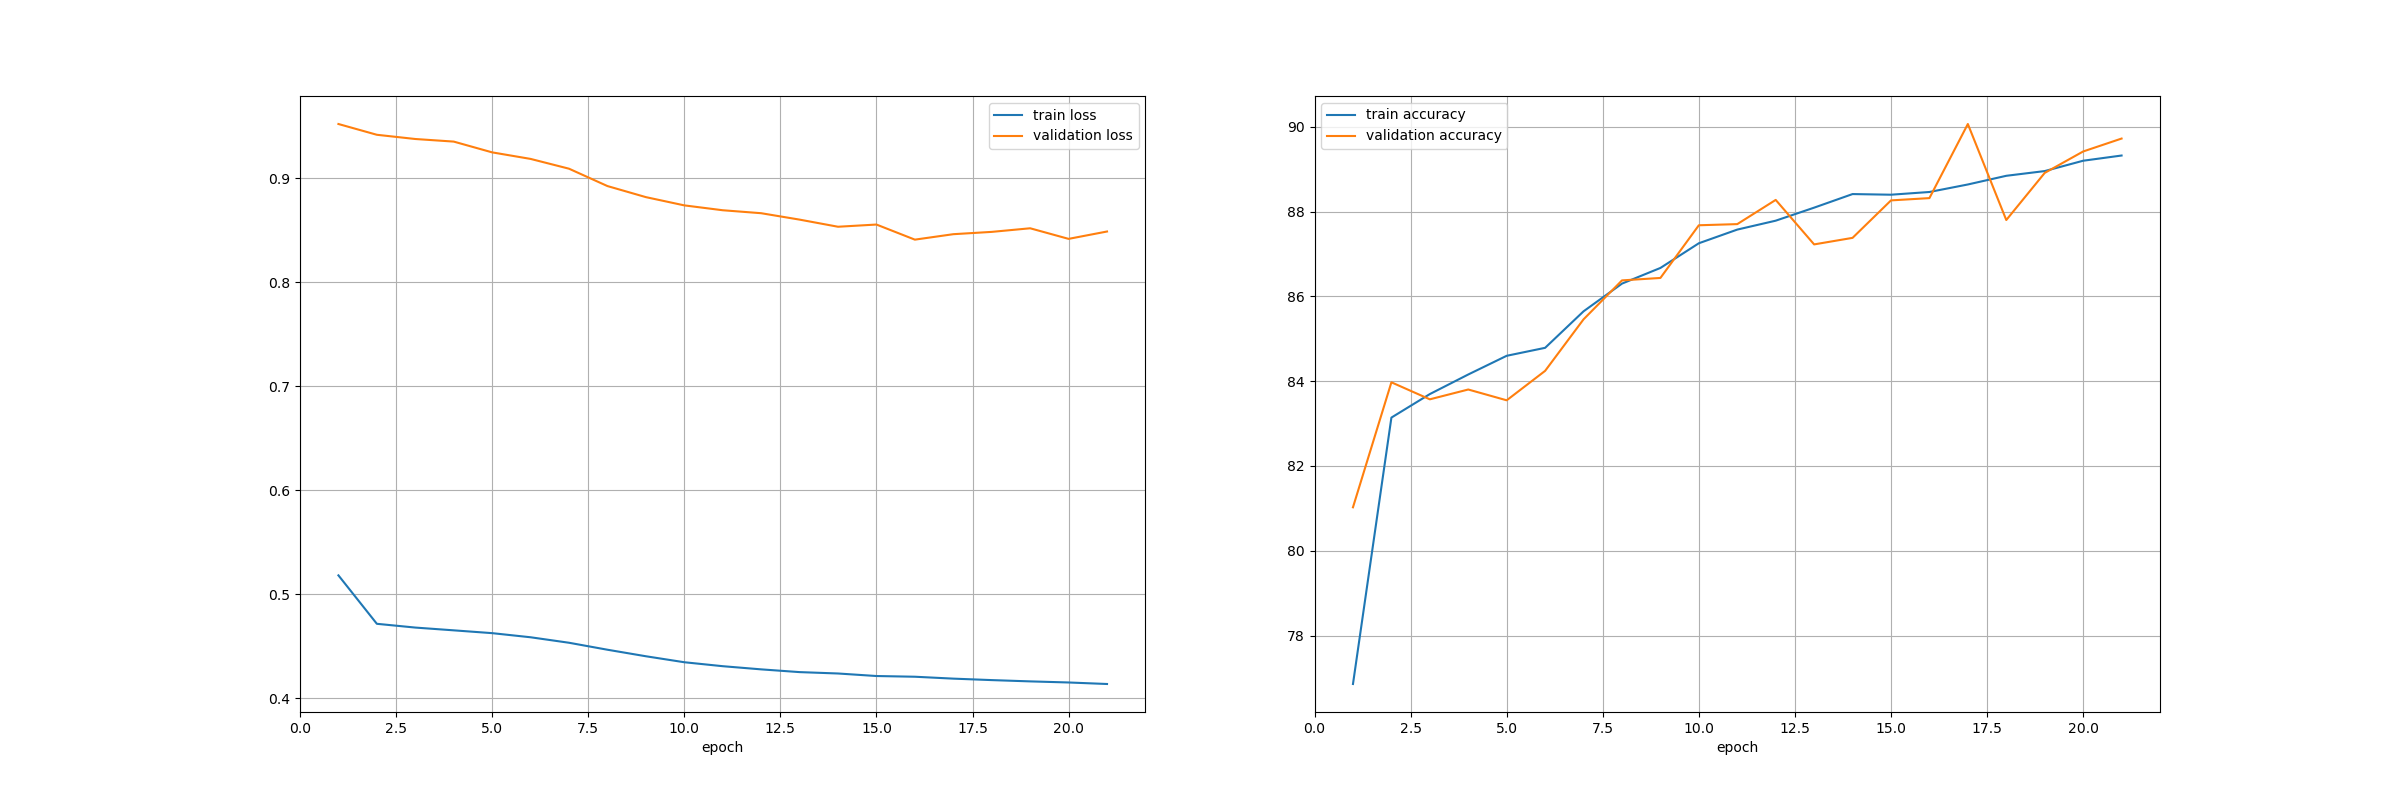 train loss
validation loss
0.9
0.8
0.7
0.6
0.5
0.4
0.0 2.5 5.0 7.5 10.0 12.5 15.0 17.5 20.0
epoch
train accuracy
validation accuracy
90
88
86
84
82
80
78
0.0 2.5 5.0 7.5 10.0 12.5 15.0 17.5 20.0
epoch